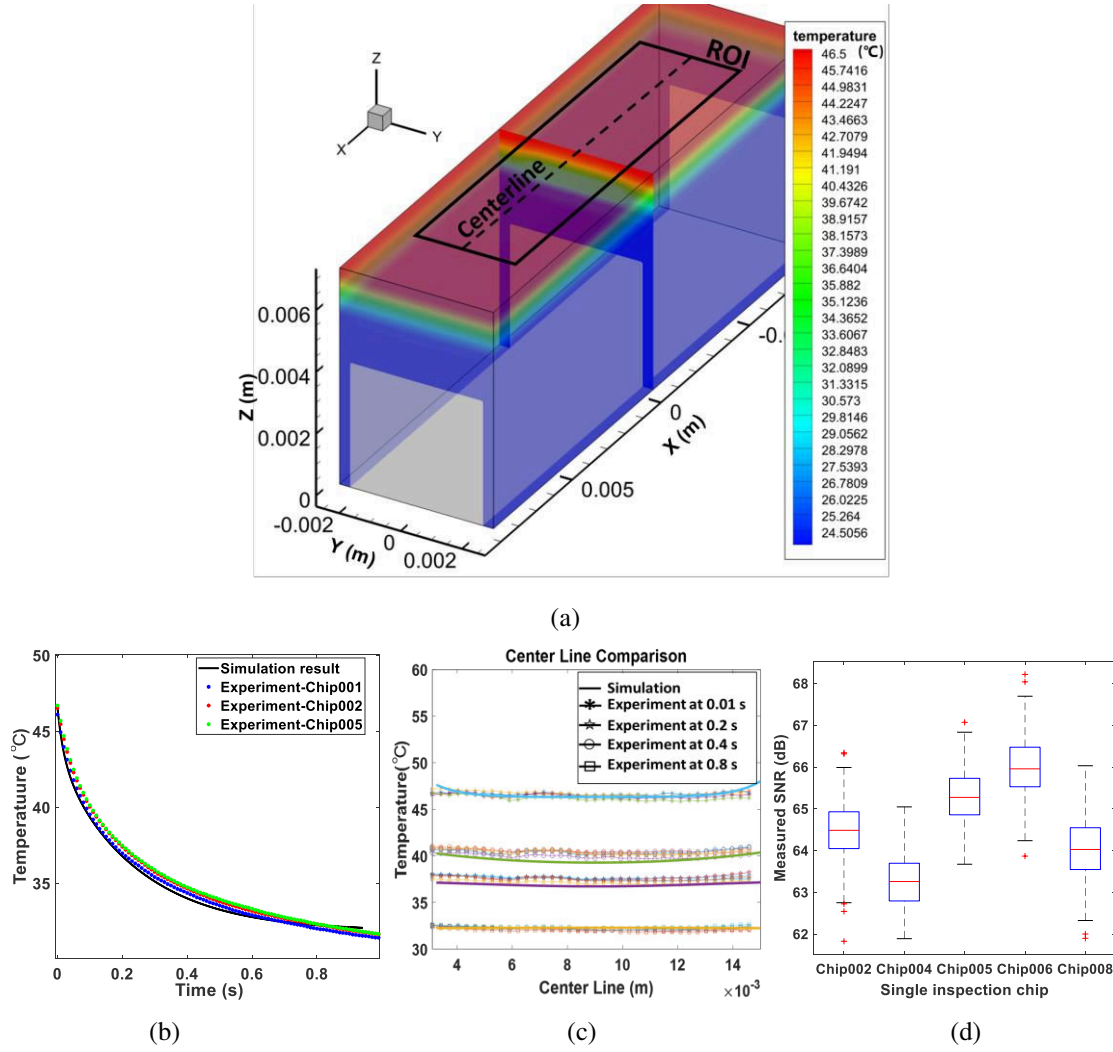 temperature
(℃)
46.5
45.7416
44.9831
44.2247
43.4663
42.7079
41.9494
41.191
40.4326
39.6742
38.9157
38.1573
37.3989
36.6404
35.882
35.1236
34.3652
33.6067
32.8483
32.0899
31.3315
30.573
29.8146
29.0562
28.2978
27.5393
26.7809
26.0225
25.264
24.5056
ROI
Centerline
Z
Y
X
0.006
0.004
0.002
0
Z (m)
-0.002
0
0.002
Y (m)
0.005
0
X (m)
(a)
50
45
40
35
Temperatuure (°C)
0
0.2
0.4
0.6
0.8
Time (s)
Simulation result
Experiment-Chip001
Experiment-Chip002
Experiment-Chip005
(b)
Center Line Comparison
60
55
50
45
40
35
30
Temperature(°C)
4
6
8
10
12
14
×10⁻³
Center Line (m)
Simulation
Experiment at 0.01 s
Experiment at 0.2 s
Experiment at 0.4 s
Experiment at 0.8 s
(c)
68
67
66
65
64
63
62
Measured SNR (dB)
Chip002 Chip004 Chip005 Chip006 Chip008
Single inspection chip
(d)